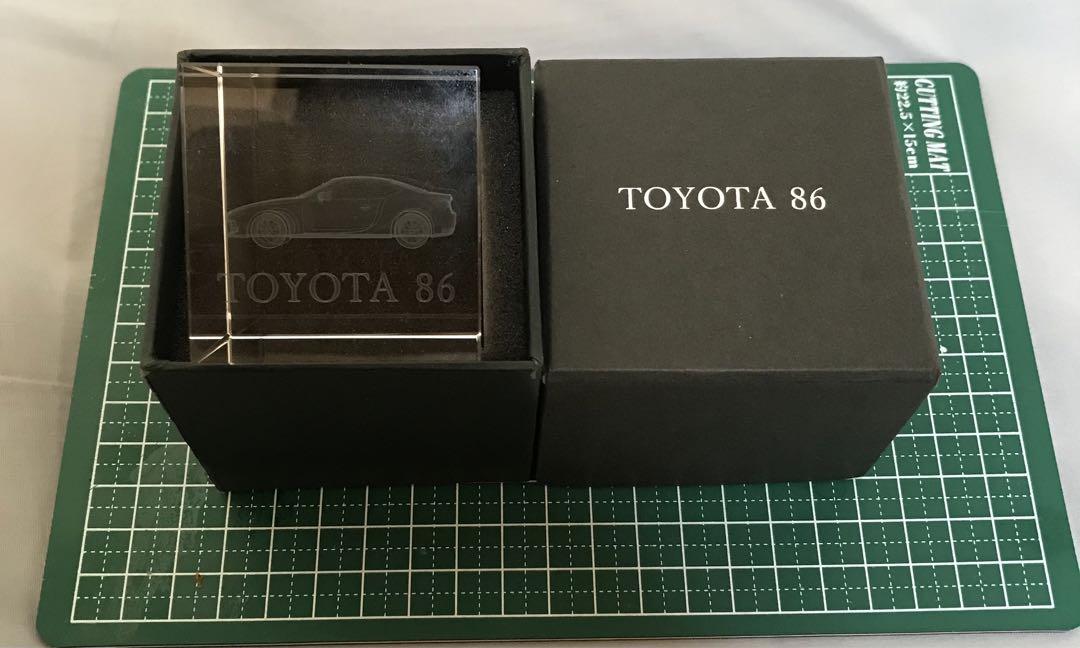 TOYOTA 86
TOYOTA 86
CUTTING MAT
約22.5×15cm